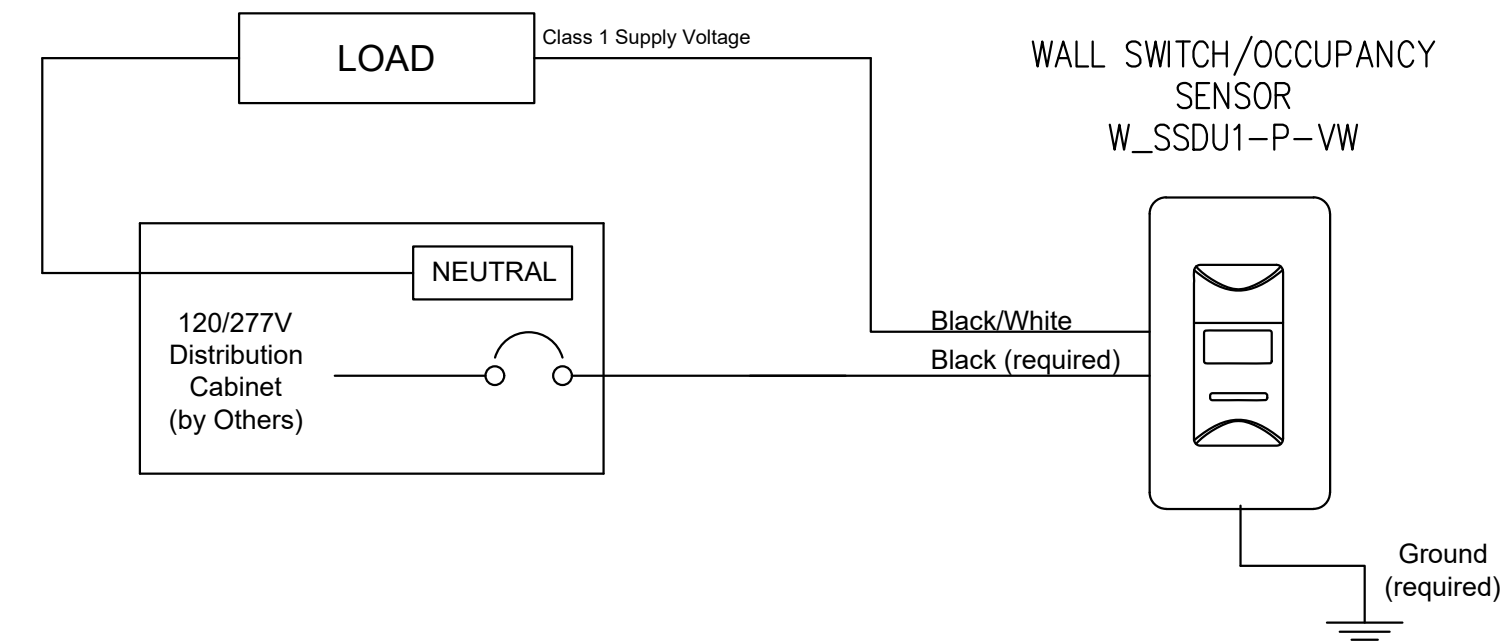 LOAD
Class 1 Supply Voltage
WALL SWITCH/OCCUPANCY
SENSOR
W_SSDU1-P-VW
NEUTRAL
120/277V
Distribution
Cabinet
(by Others)
Black/White
Black (required)
Ground
(required)